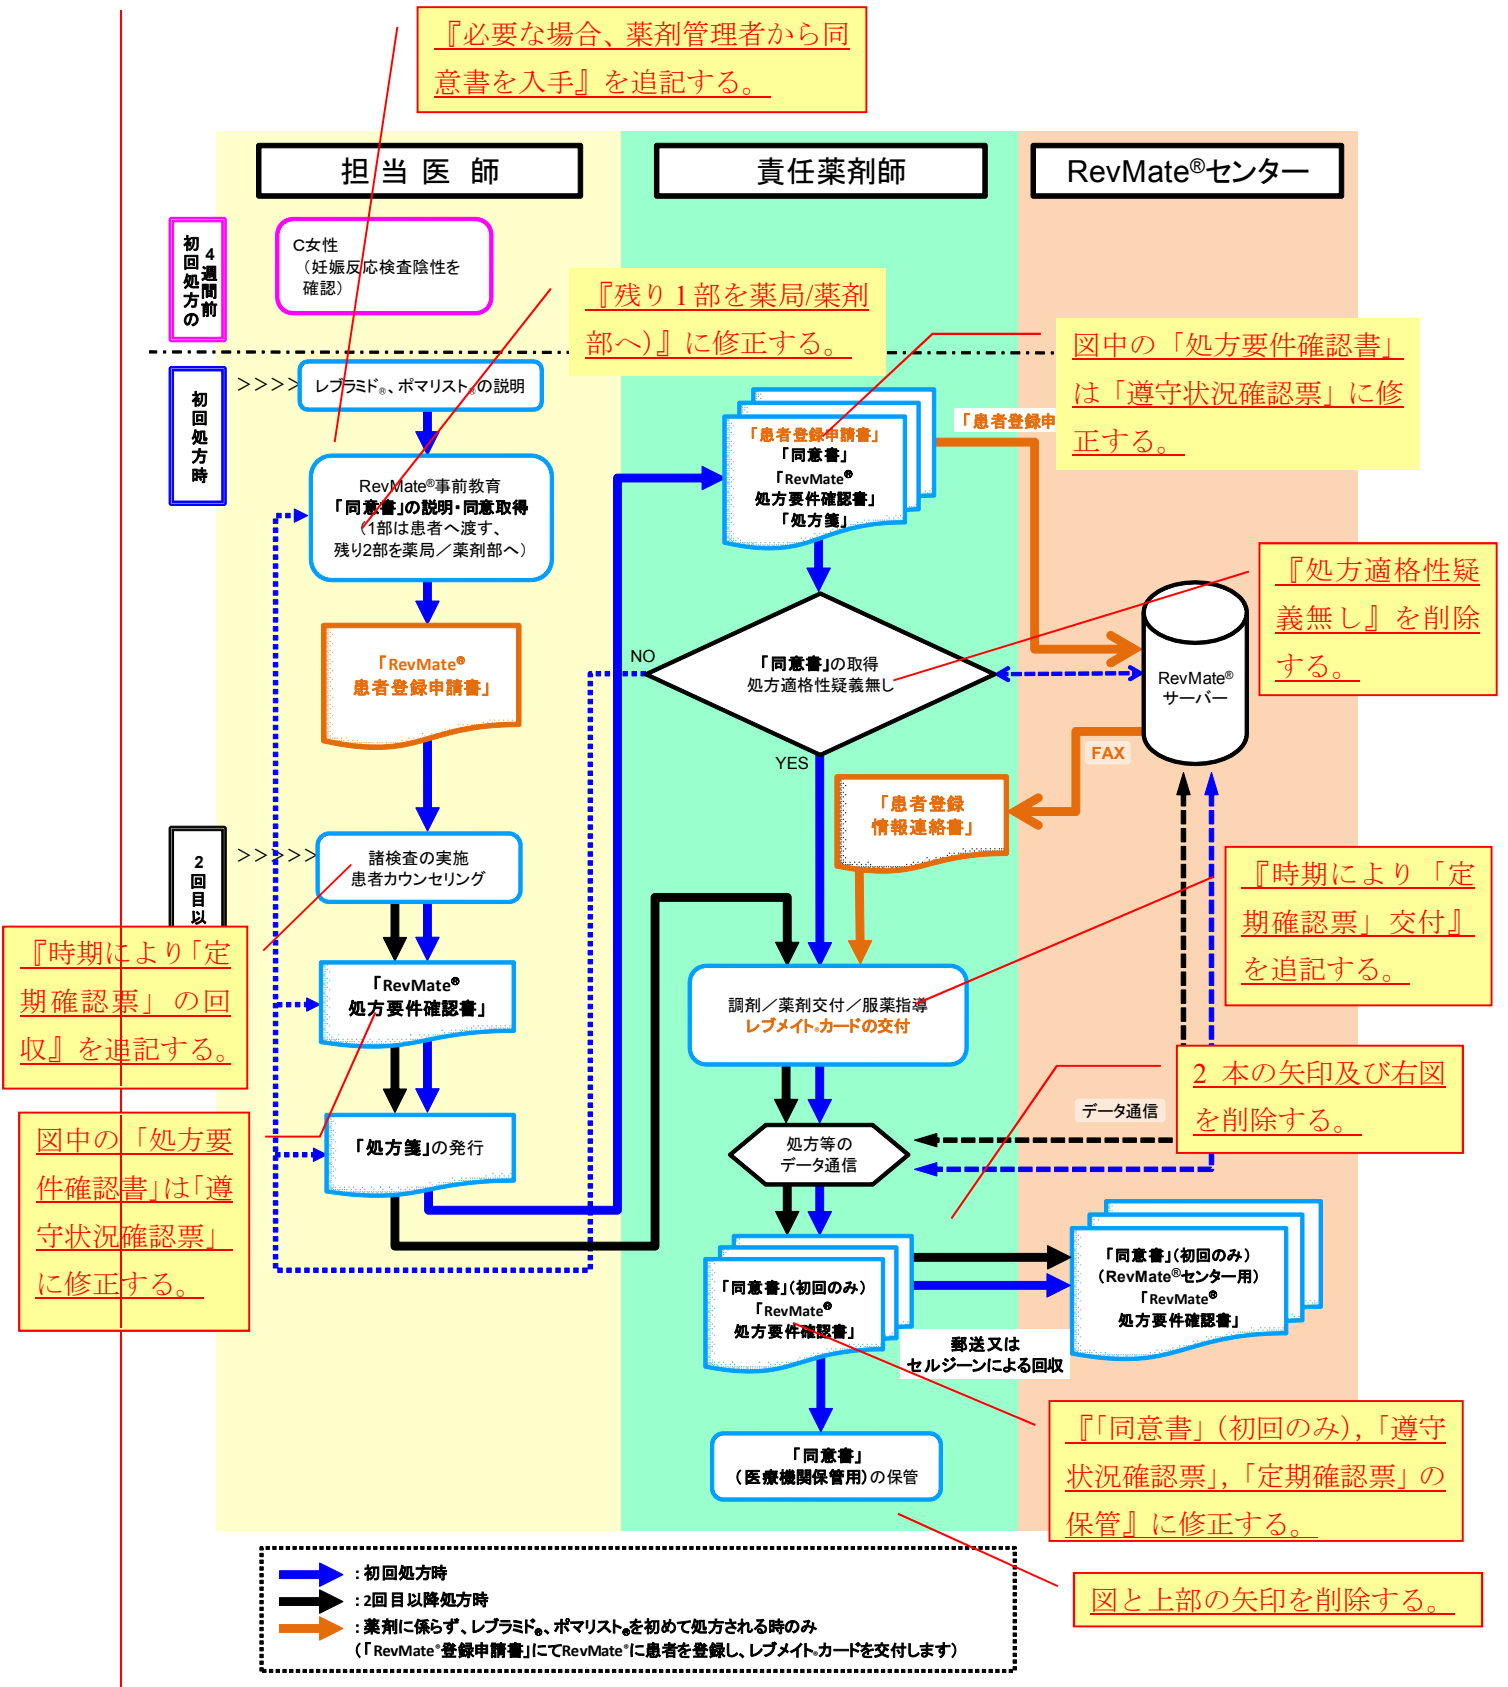 『必要な場合、薬剤管理者から同
意書を入手』を追記する。
担 当 医 師
責任薬剤師
RevMate®センター
4週間前
初回処方の
C女性
（妊娠反応検査陰性を
確認）
『残り1部を薬局/薬剤
部へ）』に修正する。
図中の「処方要件確認書」
は「遵守状況確認票」に修
正する。
初回処方時
>>>>
レブラミド®、ポマリスト®の説明
「患者登録申請書」
「同意書」
「RevMate®
処方要件確認書」
「処方箋」
「患者登録申
RevMate®事前教育
「同意書」の説明・同意取得
（1部は患者へ渡す、
残り2部を薬局／薬剤部へ）
『処方適格性疑
義無し』を削除
する。
「RevMate®
患者登録申請書」
NO
「同意書」の取得
処方適格性疑義無し
YES
RevMate®
サーバー
FAX
「患者登録
情報連絡書」
2回目以
>>>>>
諸検査の実施
患者カウンセリング
『時期により「定
期確認票」交付』
を追記する。
『時期により「定
期確認票」の回
収』を追記する。
「RevMate®
処方要件確認書」
調剤／薬剤交付／服薬指導
レブメイト®カードの交付
2 本の矢印及び右図
を削除する。
データ通信
図中の「処方要
件確認書」は「遵
守状況確認票」
に修正する。
「処方箋」の発行
処方等の
データ通信
「同意書」（初回のみ）
「RevMate®
処方要件確認書」
「同意書」（初回のみ）
（RevMate®センター用）
「RevMate®
処方要件確認書」
郵送又は
セルジーンによる回収
『「同意書」（初回のみ），「遵守
状況確認票」，「定期確認票」の
保管』に修正する。
「同意書」
（医療機関保管用）の保管
図と上部の矢印を削除する。
：初回処方時
：2回目以降処方時
：薬剤に係らず、レブラミド®、ポマリスト®を初めて処方される時のみ
（「RevMate®登録申請書」にてRevMate®に患者を登録し、レブメイト®カードを交付します）